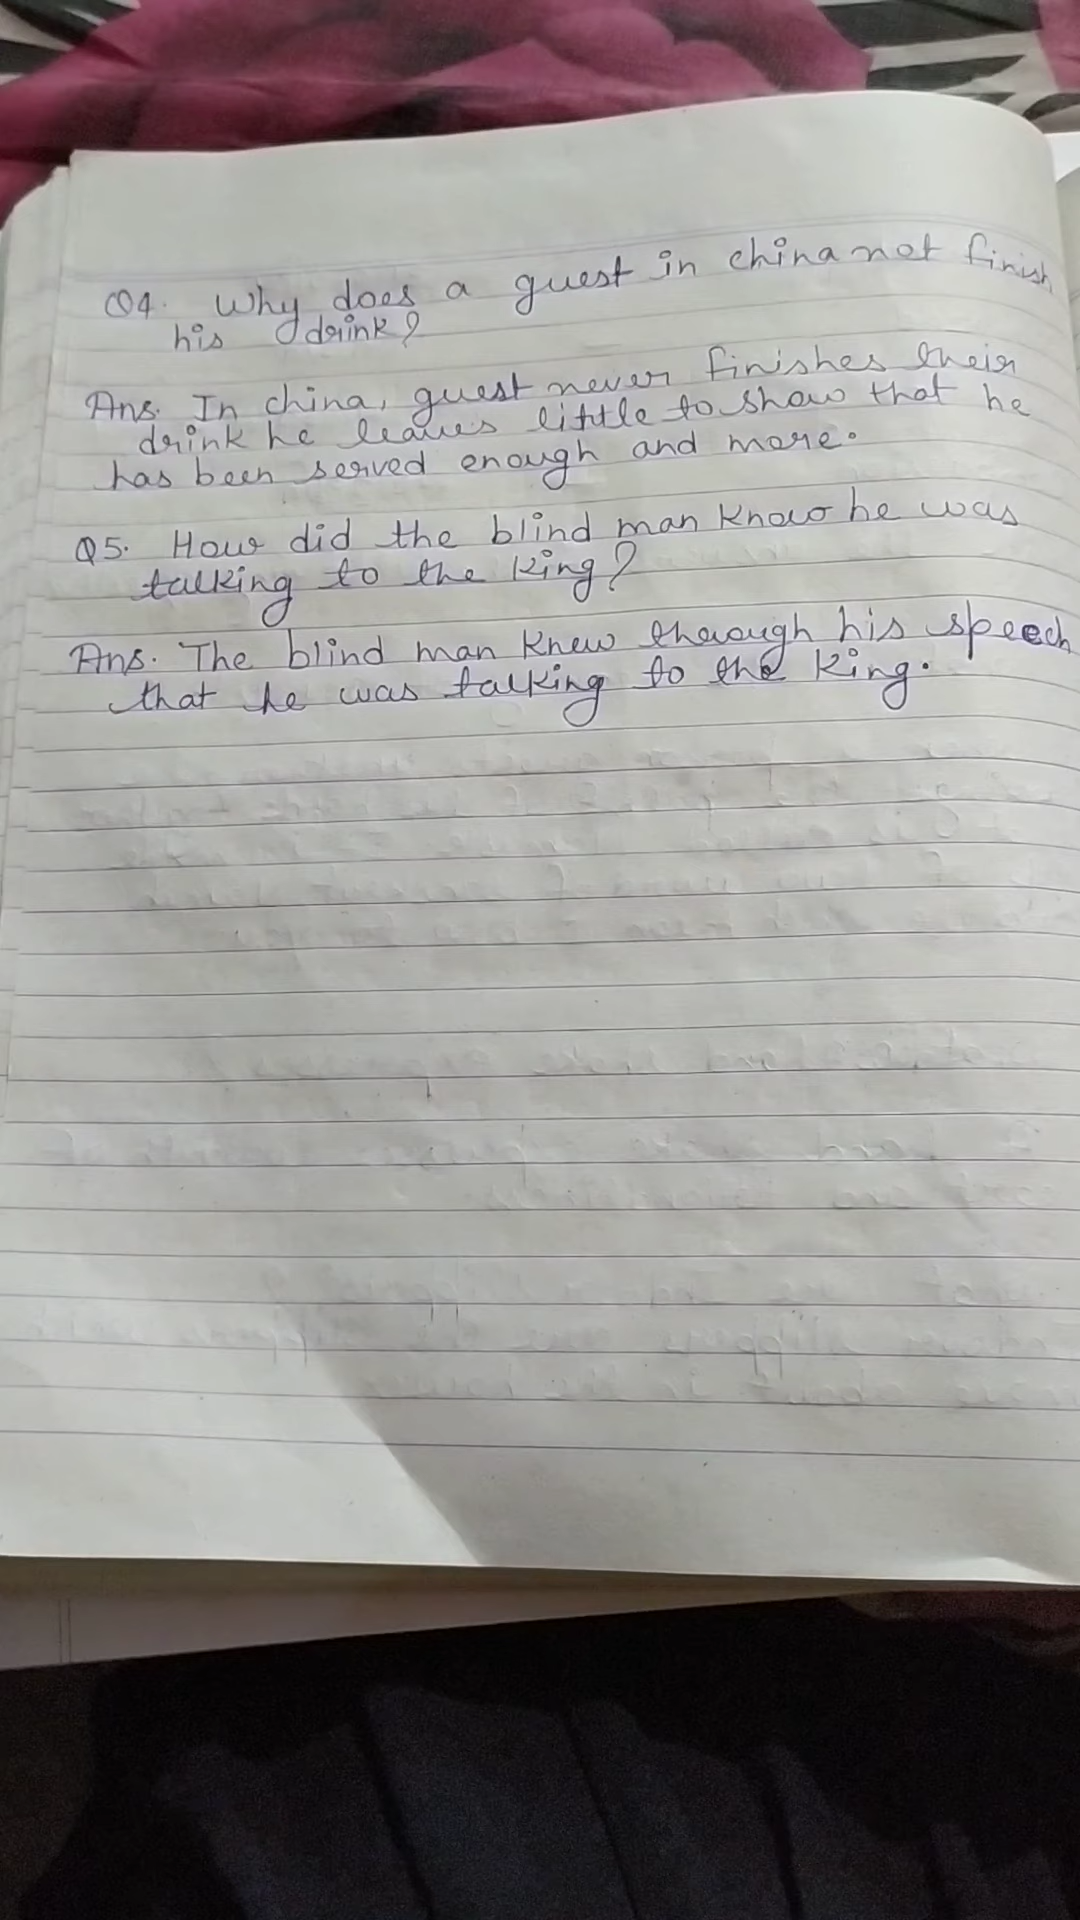 Q4. Why does a guest in china not finish
his drink?
Ans. In china, guest never finishes their
drink he leaves little to show that he
has been served enough and more.
Q5. How did the blind man know he was
talking to the king?
Ans. The blind man knew through his speech
that he was talking to the king.